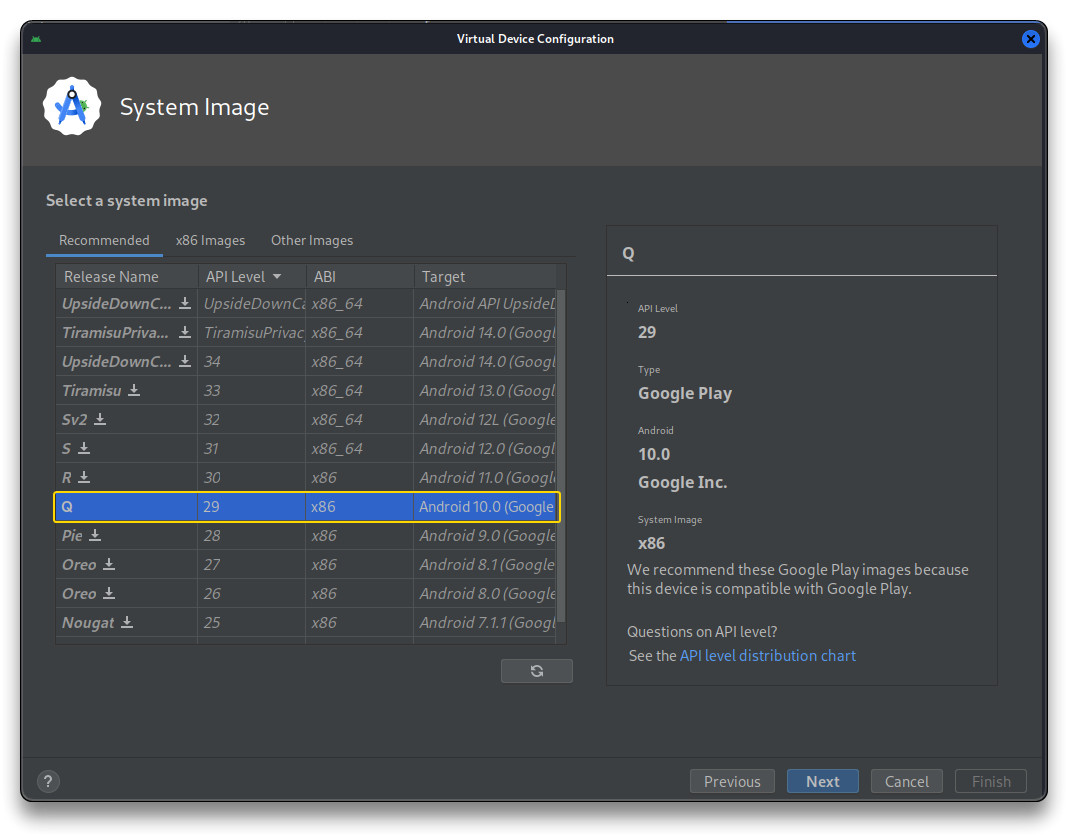 Virtual Device Configuration
System Image
Select a system image
Recommended x86 Images Other Images
Release Name API Level ABI Target
UpsideDownC... UpsideDownCa x86_64 Android API Upside
TiramisuPriva... TiramisuPrivac x86_64 Android 14.0 (Googl
UpsideDownC... 34 x86_64 Android 14.0 (Googl
Tiramisu 33 x86_64 Android 13.0 (Googl
Sv2 32 x86_64 Android 12L (Google
S 31 x86_64 Android 12.0 (Googl
R 30 x86 Android 11.0 (Googl
Q 29 x86 Android 10.0 (Google
Pie 28 x86 Android 9.0 (Google
Oreo 27 x86 Android 8.1 (Google
Oreo 26 x86 Android 8.0 (Google
Nougat 25 x86 Android 7.1.1 (Googl
Q
API Level
29
Type
Google Play
Android
10.0
Google Inc.
System Image
x86
We recommend these Google Play images because
this device is compatible with Google Play.
Questions on API level?
See the API level distribution chart
? Previous Next Cancel Finish